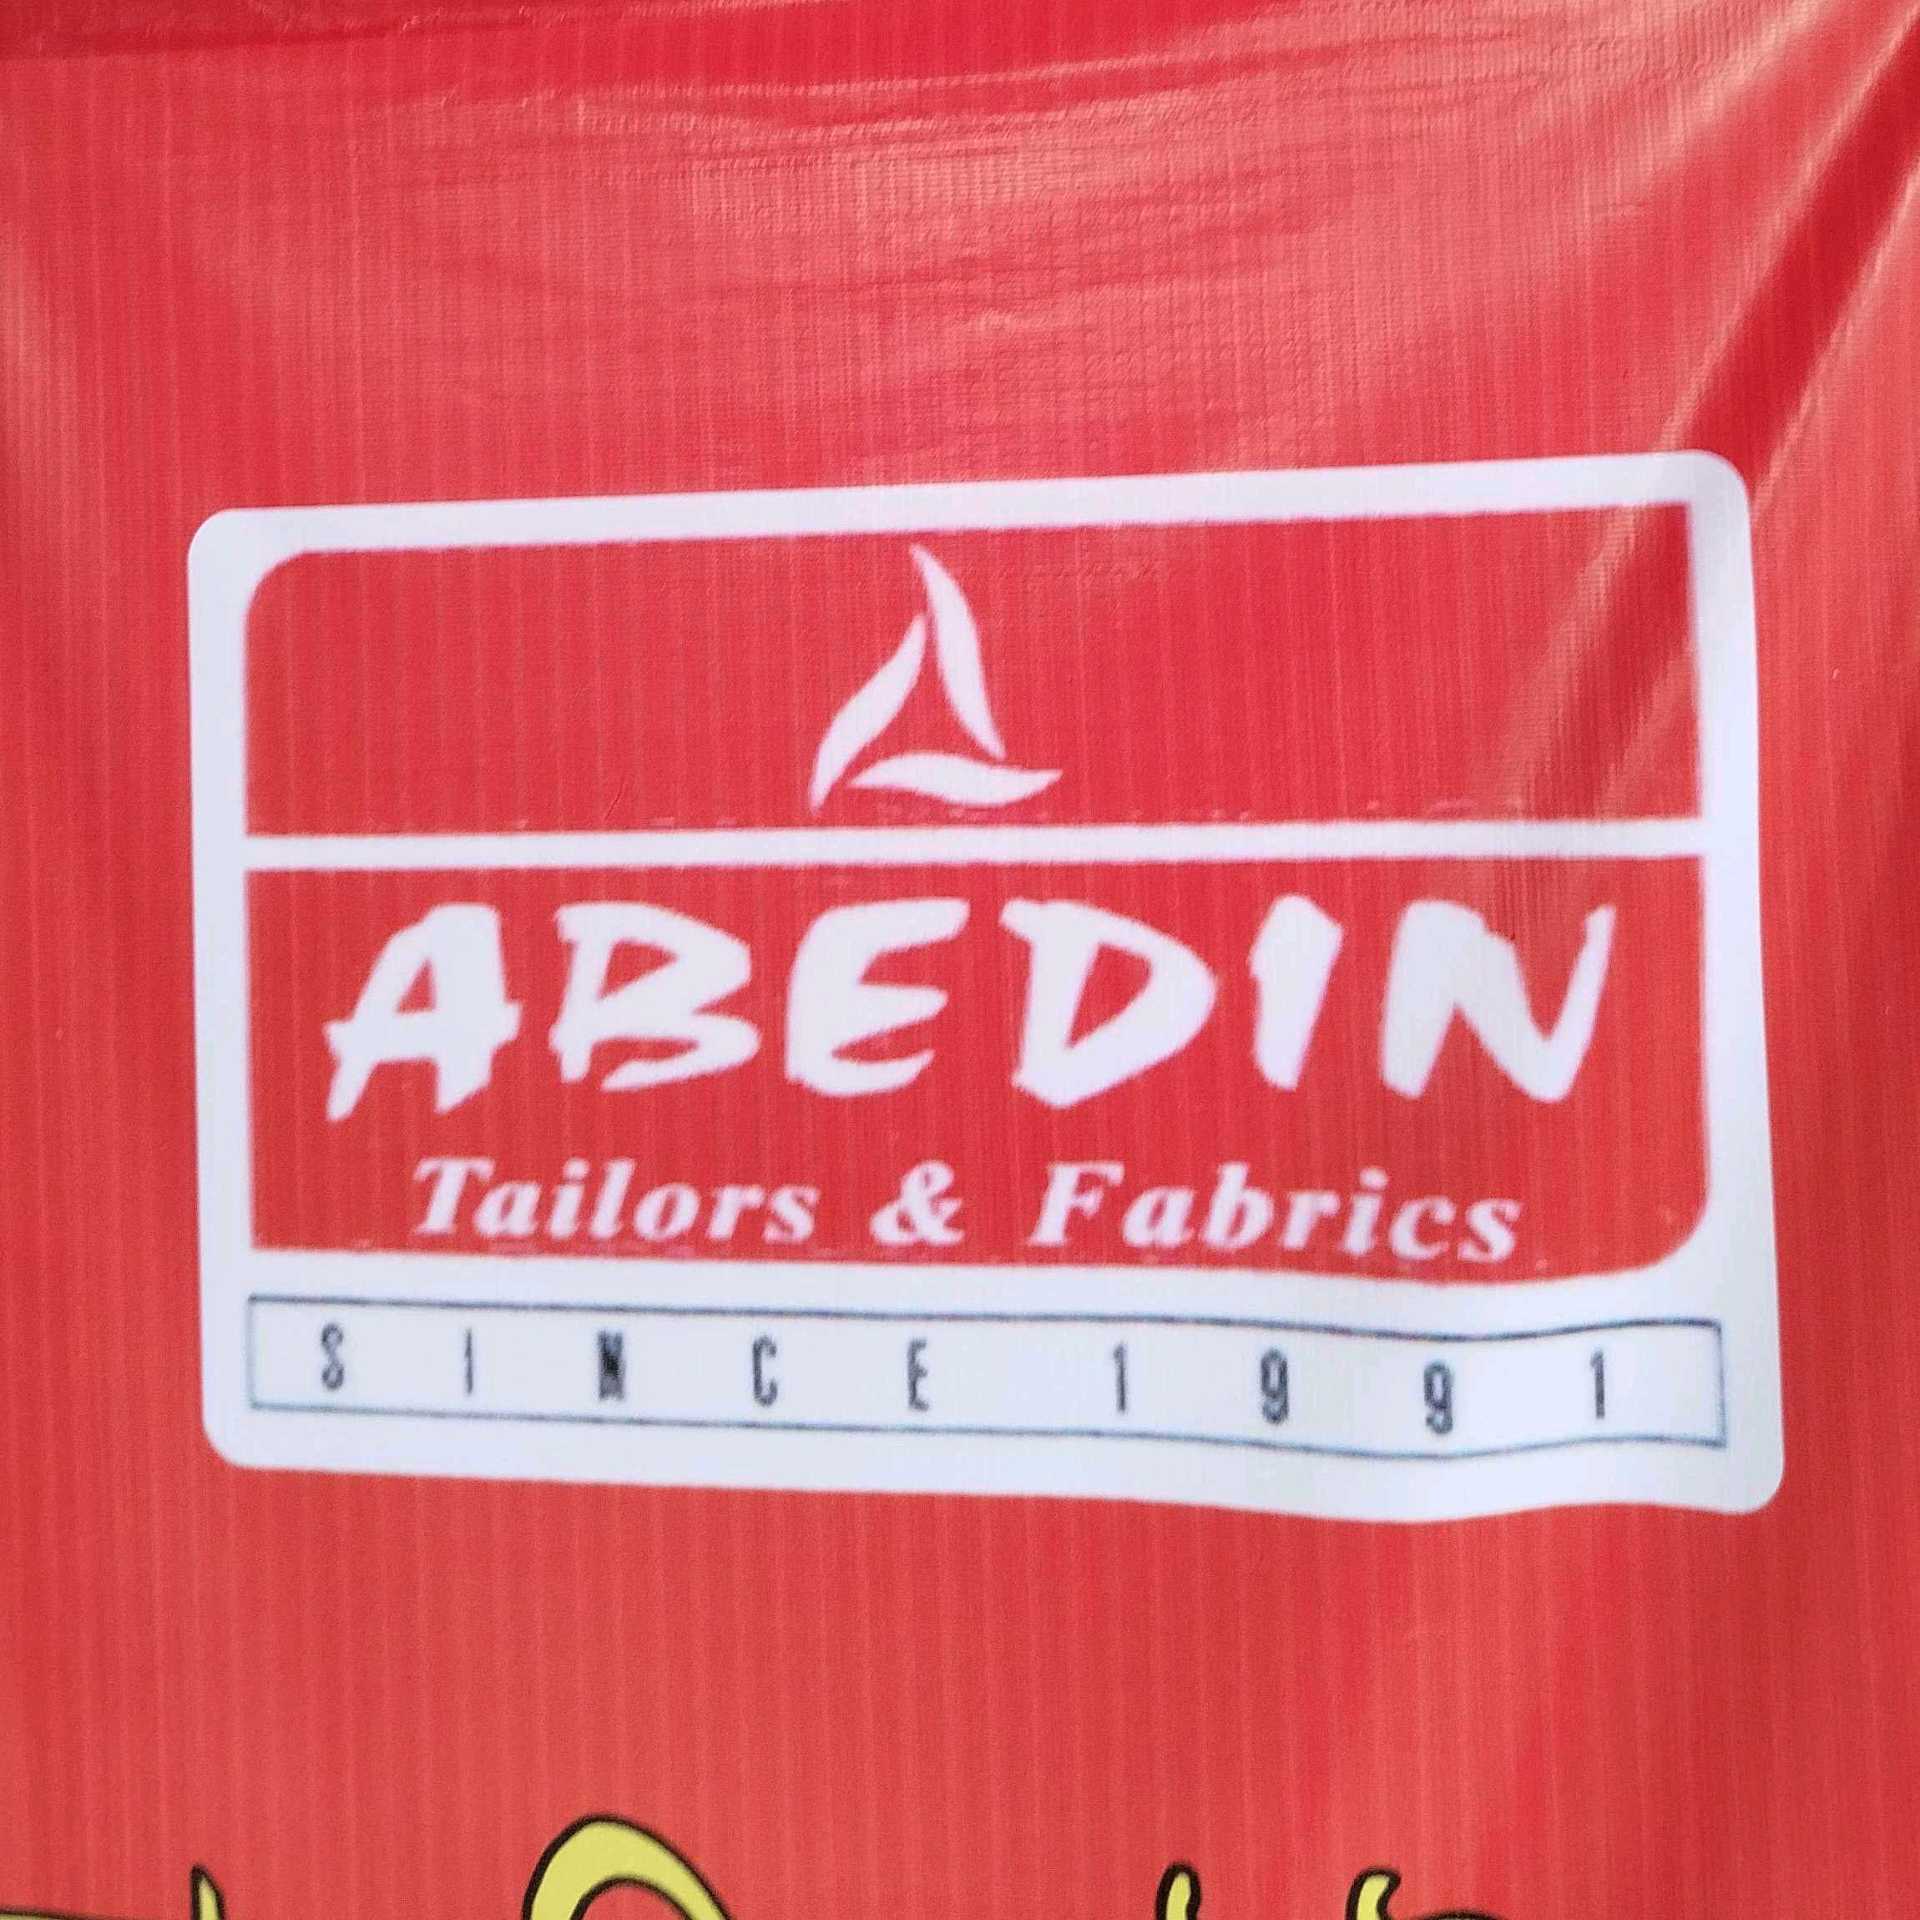 ABEDIN
Tailors & Fabrics
SINCE 1991